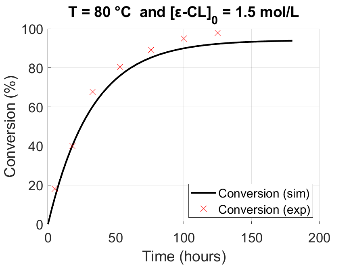 T = 80 °C and [ε-CL]0 = 1.5 mol/L
100
80
60
40
20
0
Conversion (%)
Conversion (sim)
Conversion (exp)
0 50 100 150 200
Time (hours)